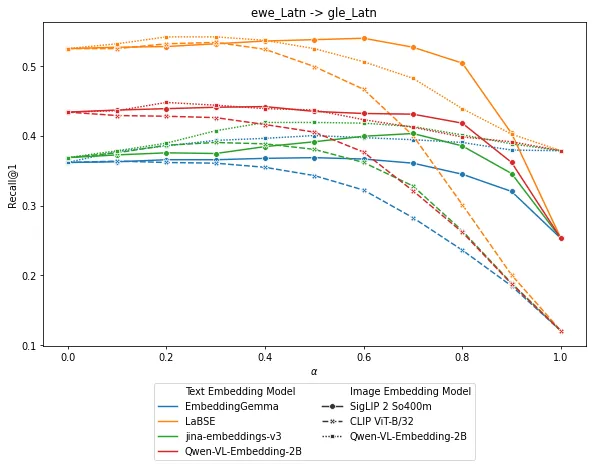 ewe_Latn -> gle_Latn
Recall@1
0.5
0.4
0.3
0.2
0.1
0.0 0.2 0.4 0.6 0.8 1.0
α
Text Embedding Model Image Embedding Model
EmbeddingGemma SigLIP 2 So400m
LaBSE CLIP ViT-B/32
jina-embeddings-v3 Qwen-VL-Embedding-2B
Qwen-VL-Embedding-2B